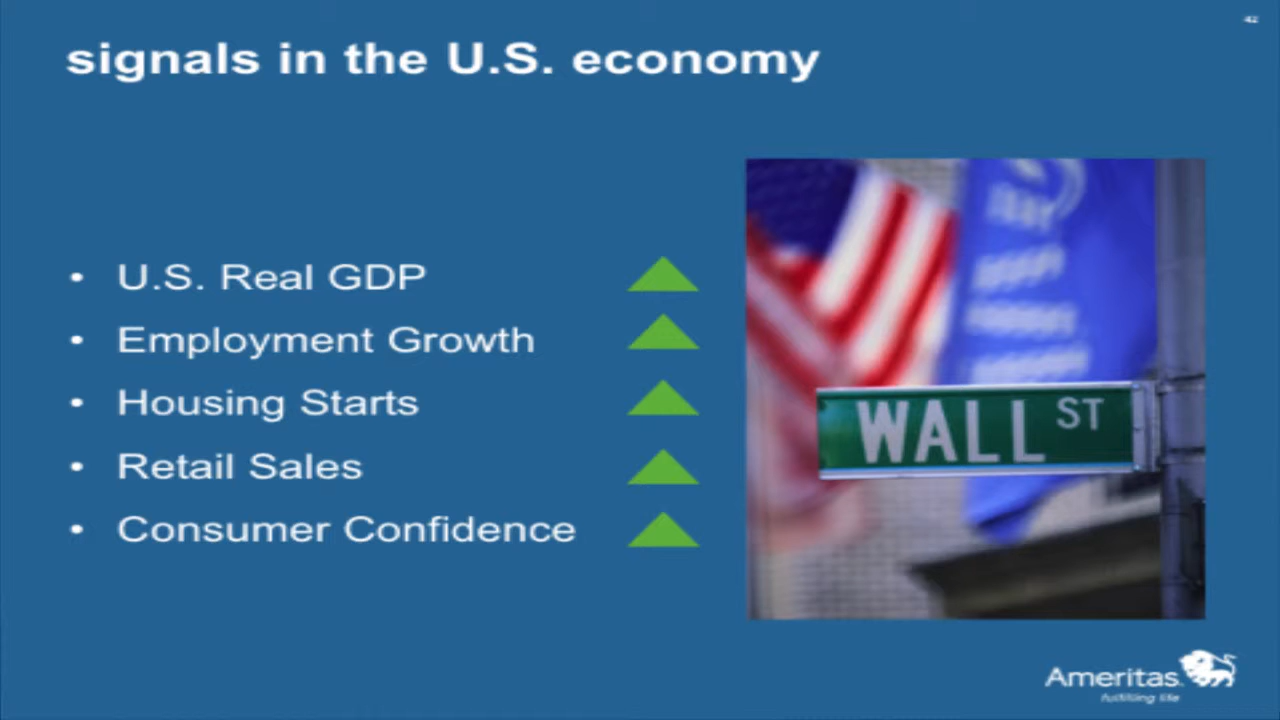 42
signals in the U.S. economy
• U.S. Real GDP
• Employment Growth
• Housing Starts
• Retail Sales
• Consumer Confidence
WALL ST
Ameritas
fulfilling life